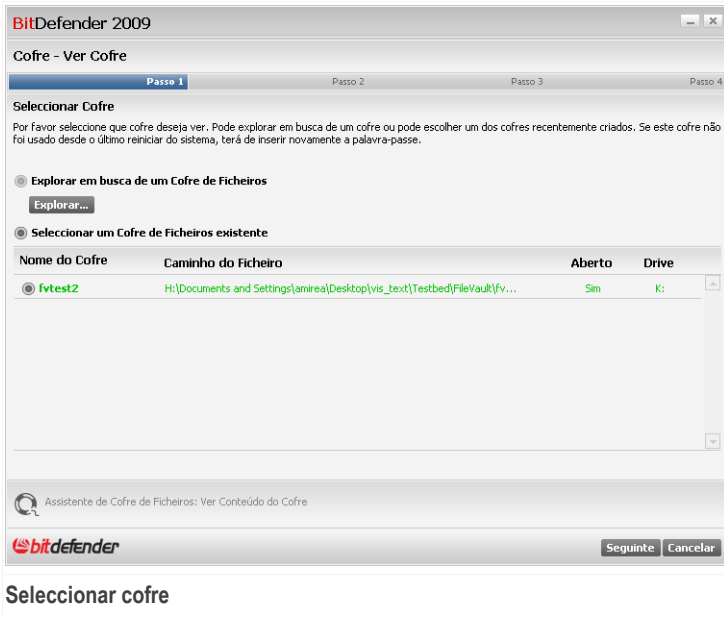 BitDefender 2009
Cofre - Ver Cofre
Passo 1 Passo 2 Passo 3 Passo 4
Seleccionar Cofre
Por favor seleccione que cofre deseja ver. Pode explorar em busca de um cofre ou pode escolher um dos cofres recentemente criados. Se este cofre não
foi usado desde o último reiniciar do sistema, terá de inserir novamente a palavra-passe.
Explorar em busca de um Cofre de Ficheiros
Explorar...
Seleccionar um Cofre de Ficheiros existente
Nome do Cofre Caminho do Ficheiro Aberto Drive
fvtest2 H:\Documents and Settings\amirea\Desktop\vis_text\Testbed\FileVault\fv... Sim K:
Assistente de Cofre de Ficheiros: Ver Conteúdo do Cofre
bitdefender
Seguinte Cancelar
Seleccionar cofre